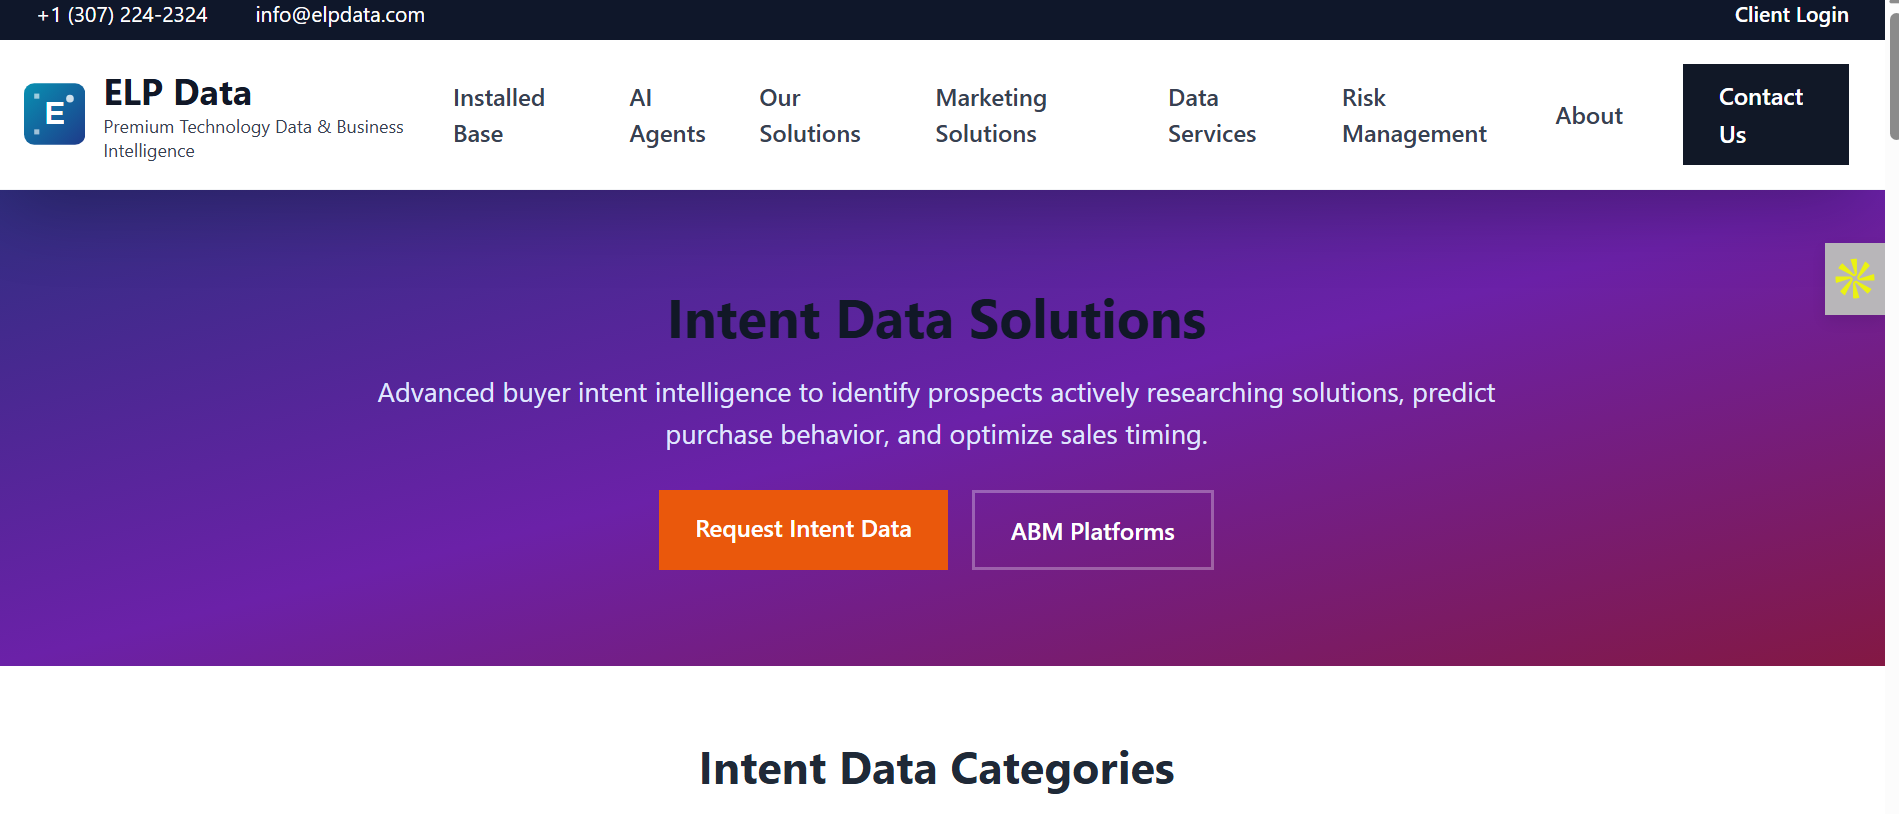 +1 (307) 224-2324 info@elpdata.com Client Login
E
ELP Data
Premium Technology Data & Business
Intelligence
Installed
Base
AI
Agents
Our
Solutions
Marketing
Solutions
Data
Services
Risk
Management
About
Contact
Us
Intent Data Solutions
Advanced buyer intent intelligence to identify prospects actively researching solutions, predict
purchase behavior, and optimize sales timing.
Request Intent Data
ABM Platforms
Intent Data Categories